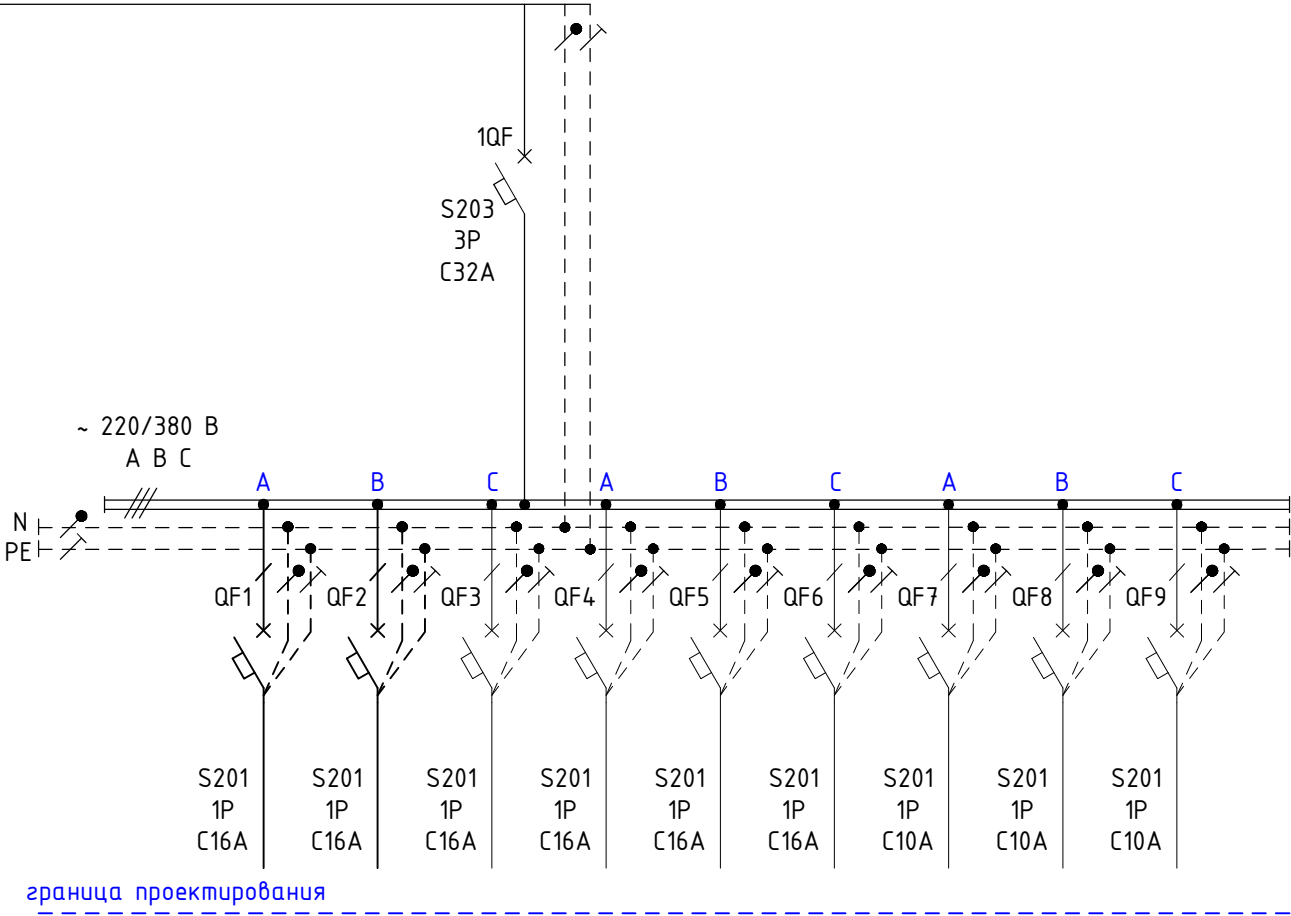 1QF
S203
3P
C32A
~ 220/380 В
A B C
A B C A B C A B C
N
PE
QF1 QF2 QF3 QF4 QF5 QF6 QF7 QF8 QF9
S201 S201 S201 S201 S201 S201 S201 S201 S201
1P 1P 1P 1P 1P 1P 1P 1P 1P
C16A C16A C16A C16A C16A C16A C10A C10A C10A
граница проектирования